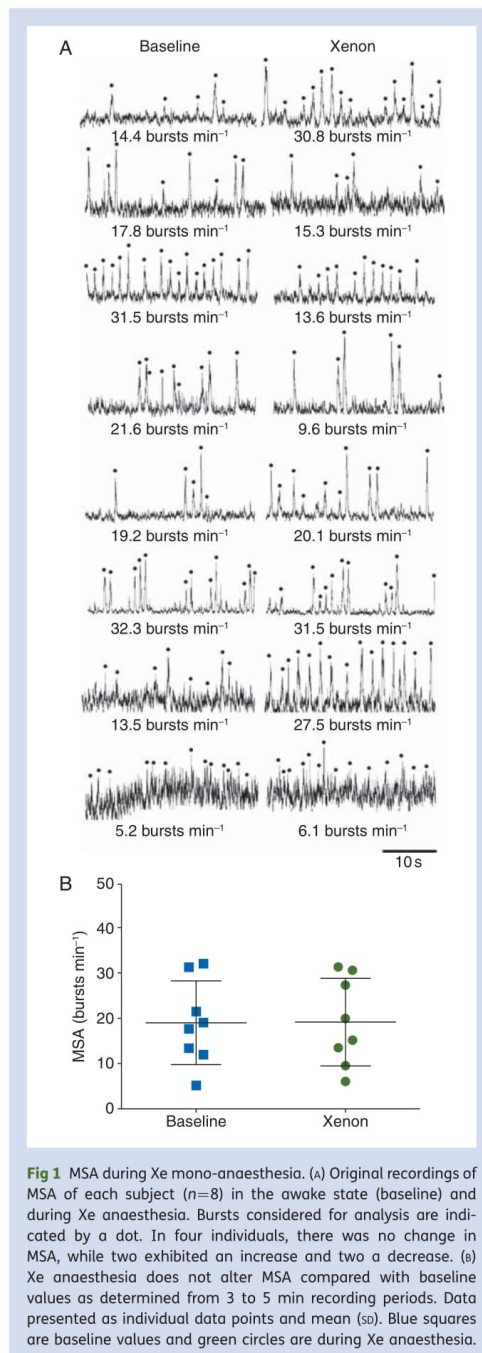 A
Baseline Xenon
14.4 bursts min⁻¹ 30.8 bursts min⁻¹
17.8 bursts min⁻¹ 15.3 bursts min⁻¹
31.5 bursts min⁻¹ 13.6 bursts min⁻¹
21.6 bursts min⁻¹ 9.6 bursts min⁻¹
19.2 bursts min⁻¹ 20.1 bursts min⁻¹
32.3 bursts min⁻¹ 31.5 bursts min⁻¹
13.5 bursts min⁻¹ 27.5 bursts min⁻¹
5.2 bursts min⁻¹ 6.1 bursts min⁻¹
10 s
B
MSA (bursts min⁻¹)
50
40
30
20
10
0
Baseline Xenon
Fig 1 MSA during Xe mono-anaesthesia. (A) Original recordings of
MSA of each subject (n=8) in the awake state (baseline) and
during Xe anaesthesia. Bursts considered for analysis are indi-
cated by a dot. In four individuals, there was no change in
MSA, while two exhibited an increase and two a decrease. (B)
Xe anaesthesia does not alter MSA compared with baseline
values as determined from 3 to 5 min recording periods. Data
presented as individual data points and mean (SD). Blue squares
are baseline values and green circles are during Xe anaesthesia.